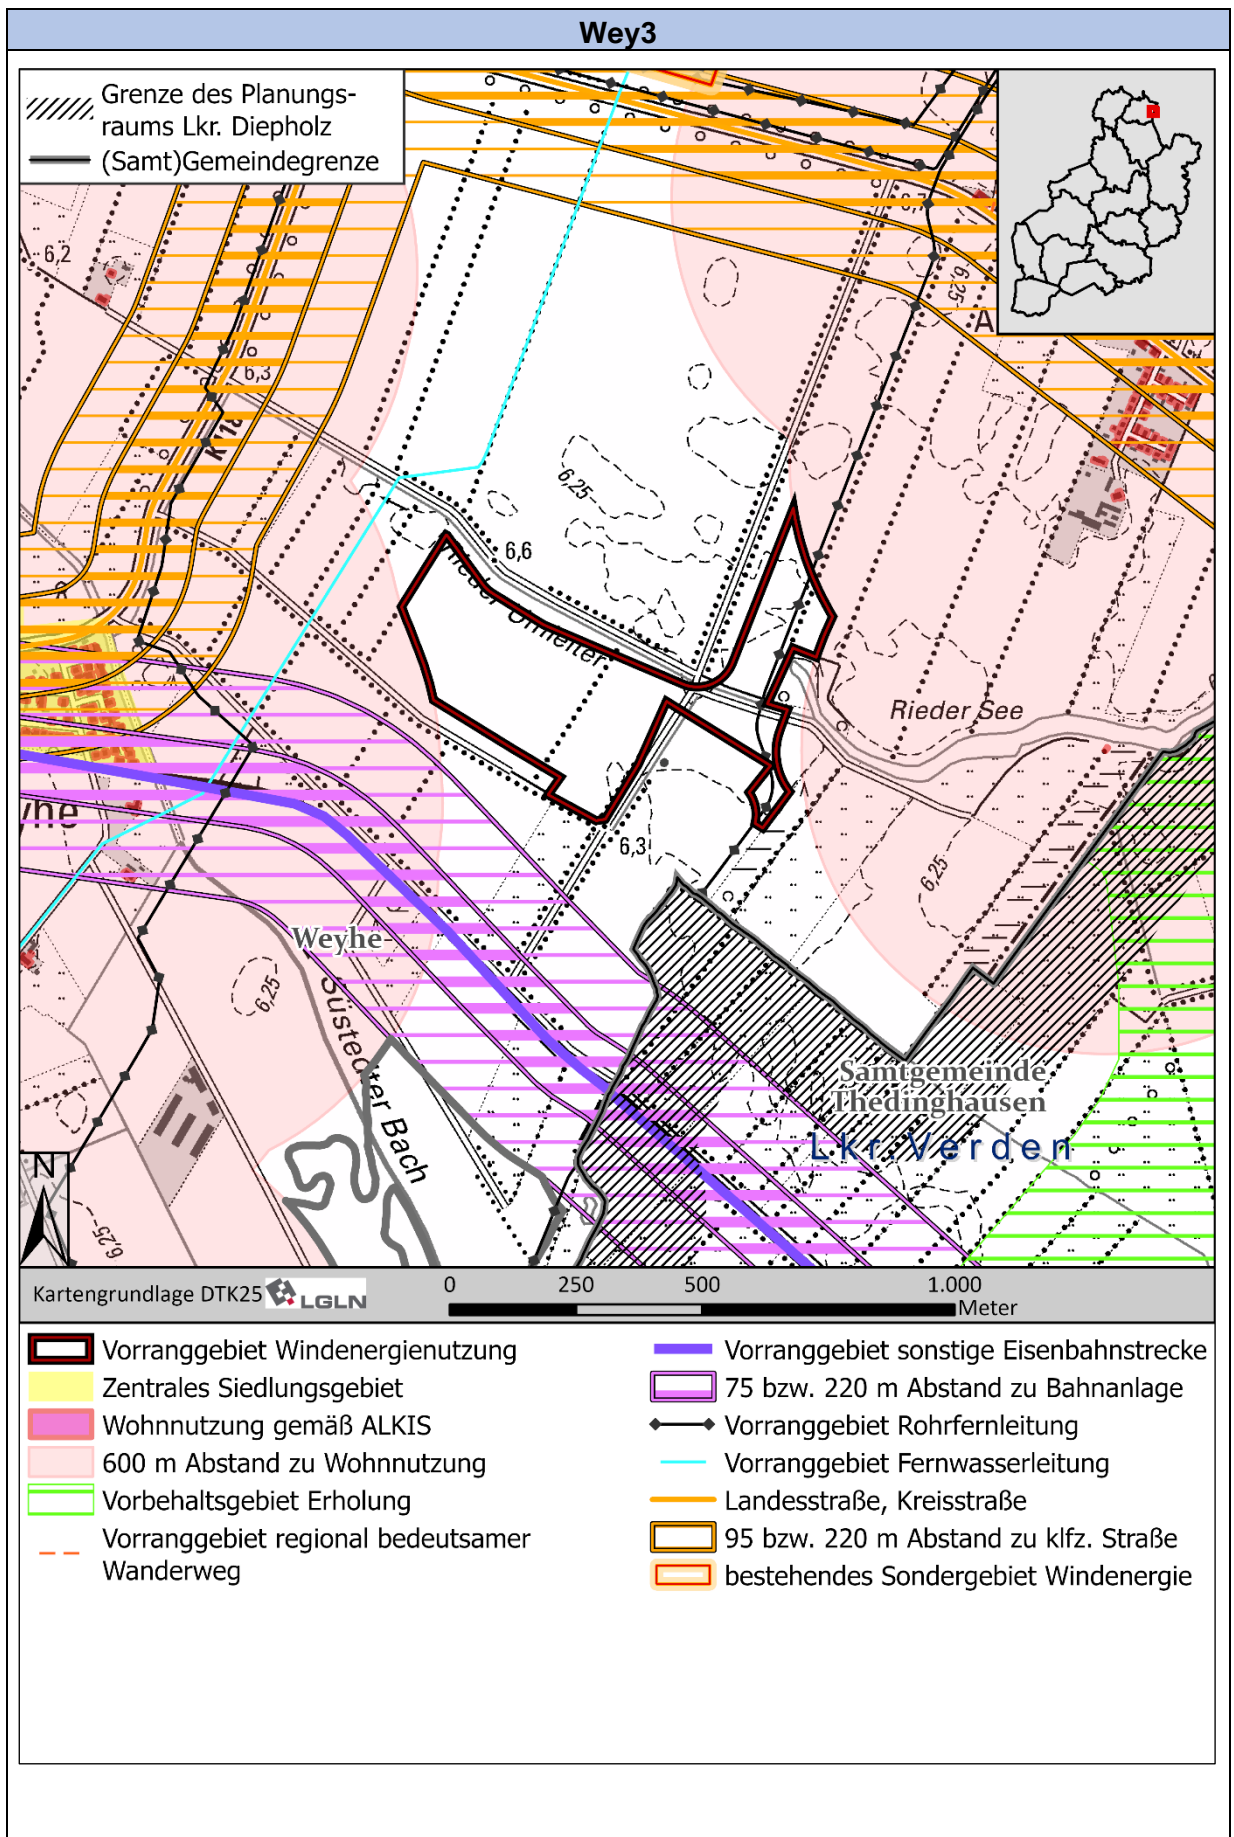 Wey3
Grenze des Planungs-
raums Lkr. Diepholz
(Samt)Gemeindegrenze
6,2
6,7
6,25
A
6,3
K118
6,25
6,6
Rieder See
6,3
6,25
yhe
Weyhe
6,25
Süstedter Bach
Samtgemeinde
Thedinghausen
Lkr. Verden
N
6,25
Kartengrundlage DTK25
LGLN
0 250 500 1.000
Meter
Vorranggebiet Windenergienutzung
Zentrales Siedlungsgebiet
Wohnnutzung gemäß ALKIS
600 m Abstand zu Wohnnutzung
Vorbehaltsgebiet Erholung
Vorranggebiet regional bedeutsamer
Wanderweg
Vorranggebiet sonstige Eisenbahnstrecke
75 bzw. 220 m Abstand zu Bahnanlage
Vorranggebiet Rohrfernleitung
Vorranggebiet Fernwasserleitung
Landesstraße, Kreisstraße
95 bzw. 220 m Abstand zu klfz. Straße
bestehendes Sondergebiet Windenergie